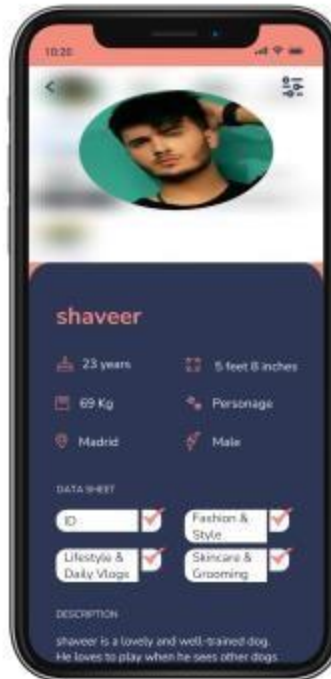 10:20
shaveer
23 years
5 feet 8 inches
69 Kg
Personage
Madrid
Male
DATA SHEET
ID
Fashion &
Style
Lifestyle &
Daily Vlogs
Skincare &
Grooming
DESCRIPTION
shaveer is a lovely and well-trained dog.
He loves to play when he sees other dogs